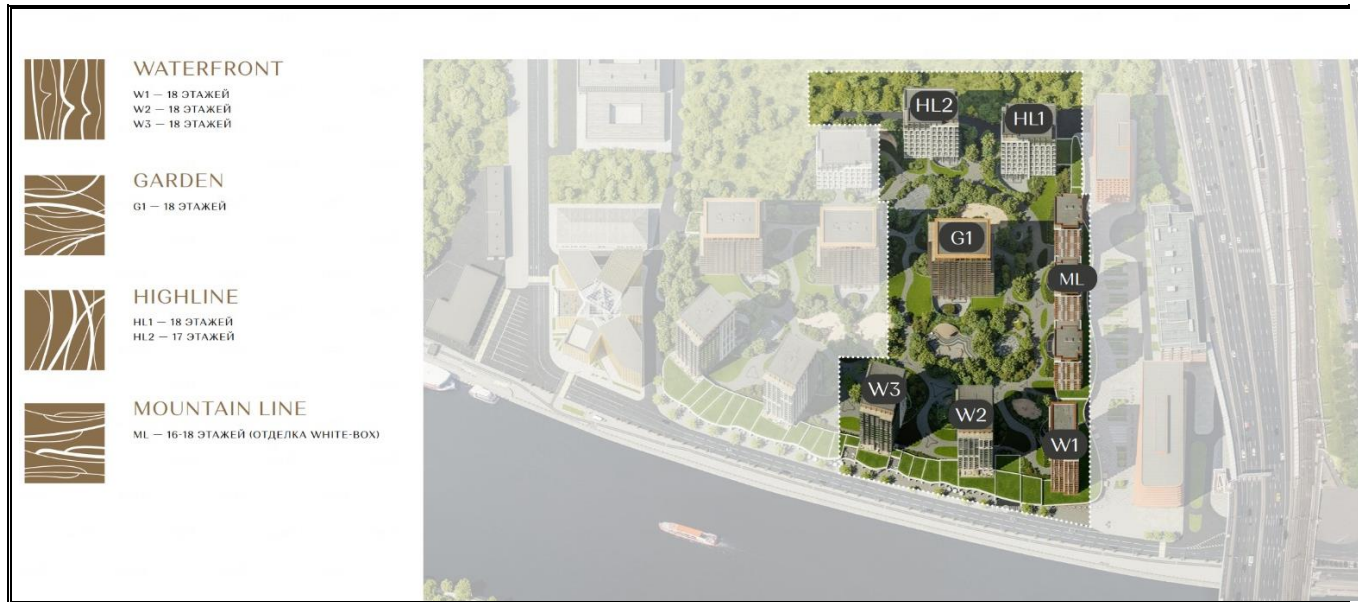 WATERFRONT
W1 — 18 ЭТАЖЕЙ
W2 — 18 ЭТАЖЕЙ
W3 — 18 ЭТАЖЕЙ
GARDEN
G1 — 18 ЭТАЖЕЙ
HIGHLINE
HL1 — 18 ЭТАЖЕЙ
HL2 — 17 ЭТАЖЕЙ
MOUNTAIN LINE
ML — 16-18 ЭТАЖЕЙ (ОТДЕЛКА WHITE-BOX)
HL2
HL1
G1
ML
W3
W2
W1